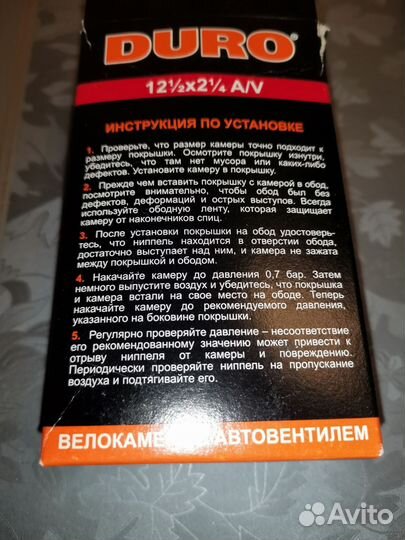 DURO®
12½x2¼ A/V
ИНСТРУКЦИЯ ПО УСТАНОВКЕ
1. Проверьте, что размер камеры точно подходит к
размеру покрышки. Осмотрите покрышку изнутри,
убедитесь, что там нет мусора или каких-либо
дефектов. Установите камеру в покрышку.
2. Прежде чем вставить покрышку с камерой в обод,
посмотрите внимательно, чтобы обод был без
дефектов, деформаций и острых выступов. Всегда
используйте ободную ленту, которая защищает
камеру от наконечников спиц.
3. После установки покрышки на обод удостоверь-
тесь, что ниппель находится в отверстии обода,
достаточно выступает над ним, и камера не зажата
между покрышкой и ободом.
4. Накачайте камеру до давления 0,7 бар. Затем
немного выпустите воздух и убедитесь, что покрышка
и камера встали на свое место на ободе. Теперь
накачайте камеру до рекомендуемого давления,
указанного на боковине покрышки.
5. Регулярно проверяйте давление – несоответствие
его рекомендованному значению может привести к
отрыву ниппеля от камеры и повреждению.
Периодически проверяйте ниппель на пропускание
воздуха и подтягивайте его.
АВТОВЕНТИЛЕМ
Avito